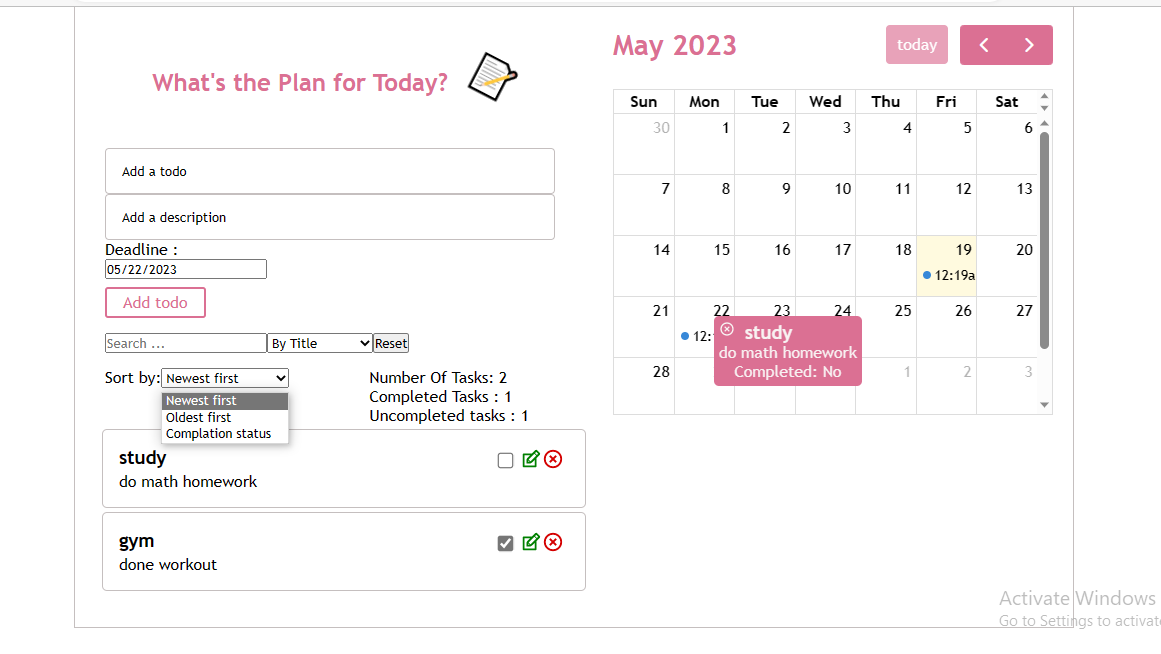 What's the Plan for Today?
Add a todo
Add a description
Deadline :
05/22/2023
Add todo
Search ...
By Title
Reset
Sort by:
Newest first
Newest first
Oldest first
Complation status
Number Of Tasks: 2
Completed Tasks : 1
Uncompleted tasks : 1
study
do math homework
gym
done workout
May 2023
today
Sun Mon Tue Wed Thu Fri Sat
30 1 2 3 4 5 6
7 8 9 10 11 12 13
14 15 16 17 18 19 20
12:19a
21 22 23 24 25 26 27
12:
study
do math homework
Completed: No
28 1 2 3
Activate Windows
Go to Settings to activat